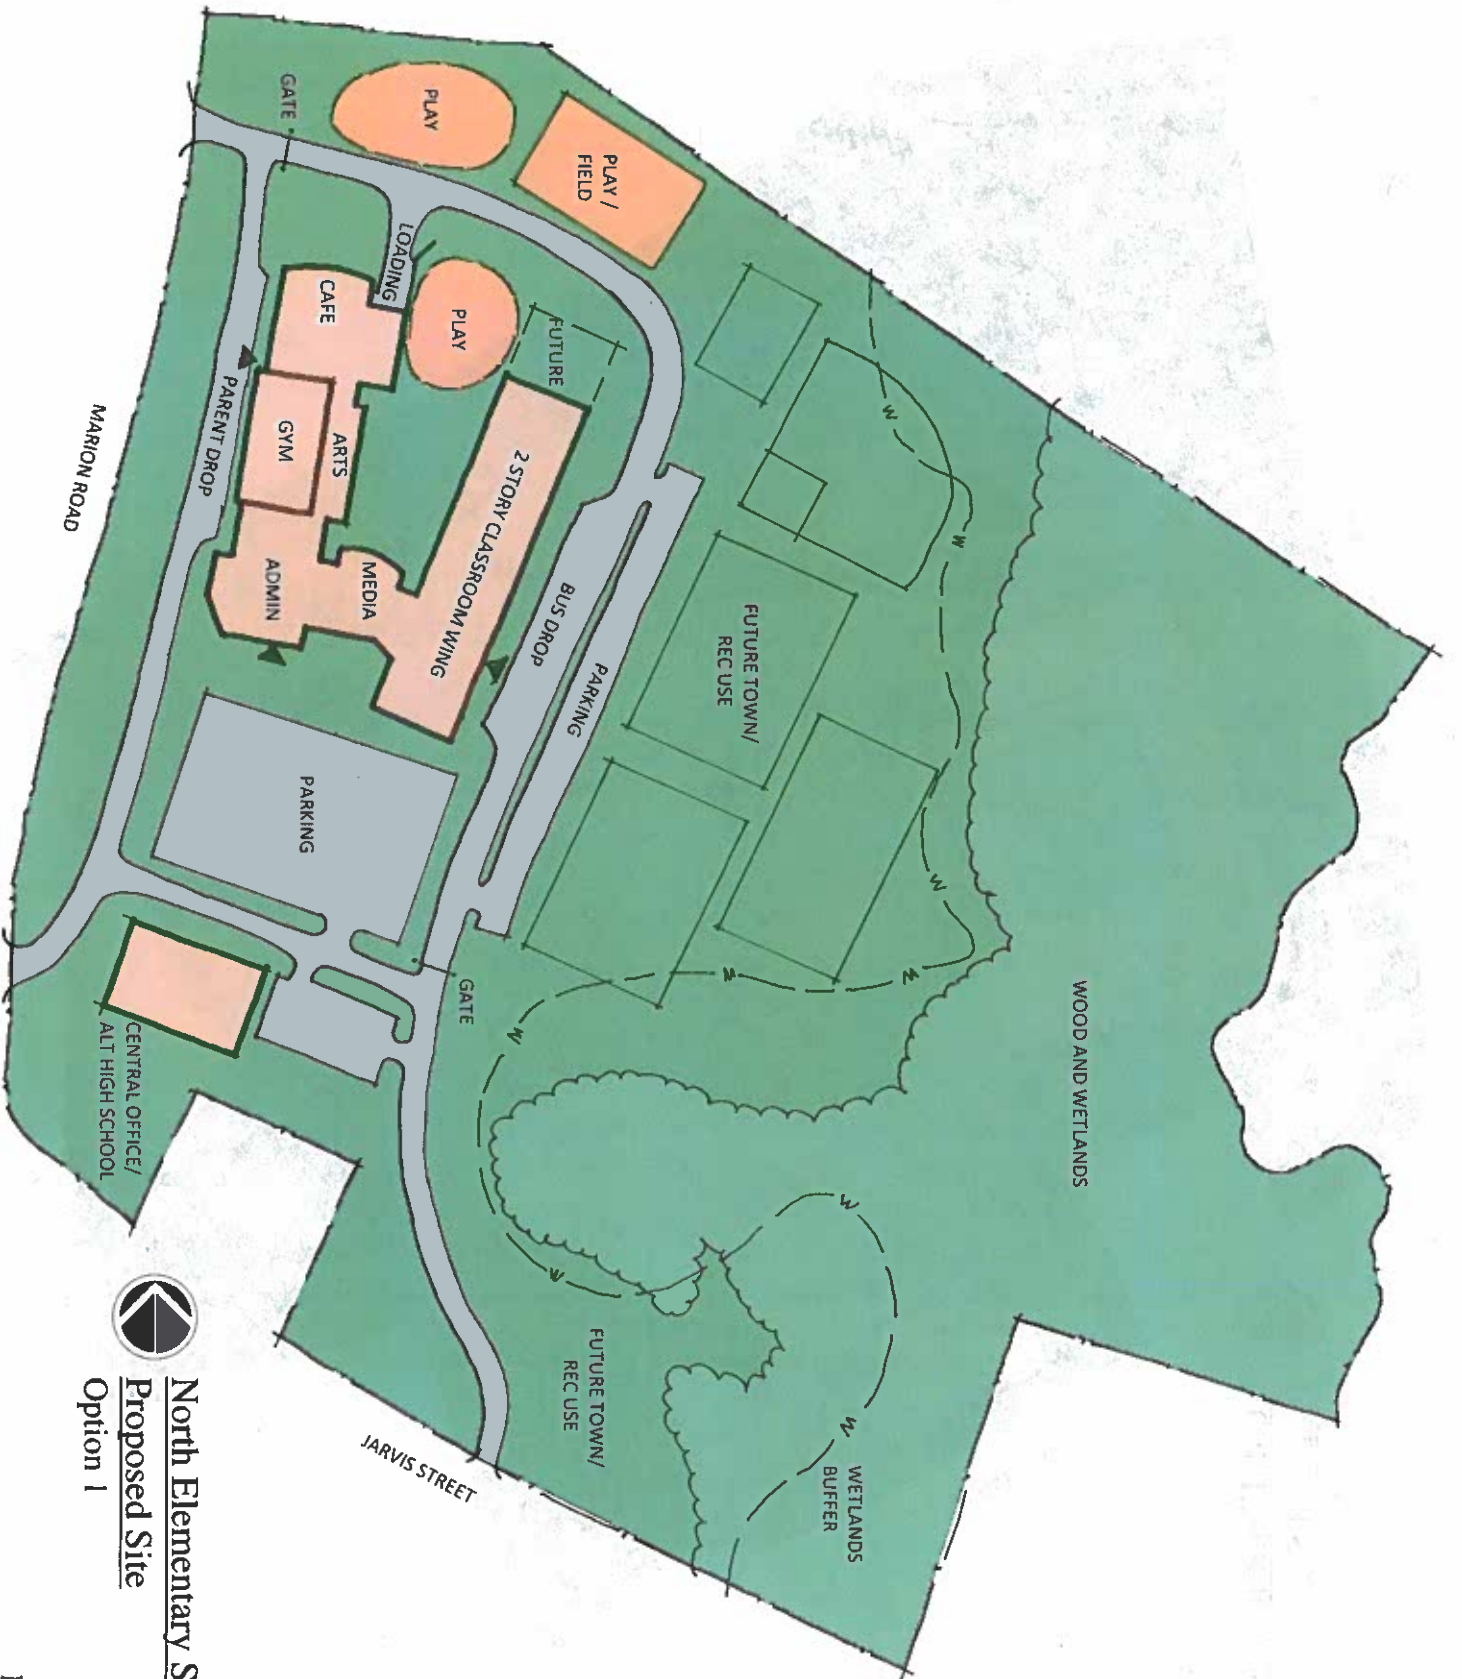 WOOD AND WETLANDS
WETLANDS
BUFFER
FUTURE TOWN/
REC USE
FUTURE TOWN/
REC USE
PLAY /
FIELD
PLAY
GATE
LOADING
PLAY
FUTURE
CAFE
GYM
ARTS
MEDIA
ADMIN
2 STORY CLASSROOM WING
BUS DROP
PARKING
PARENT DROP
PARKING
GATE
CENTRAL OFFICE/
ALT HIGH SCHOOL
MARION ROAD
JARVIS STREET
W
W
W
W
W
W
W
W
W
W
North Elementary S
Proposed Site
Option 1